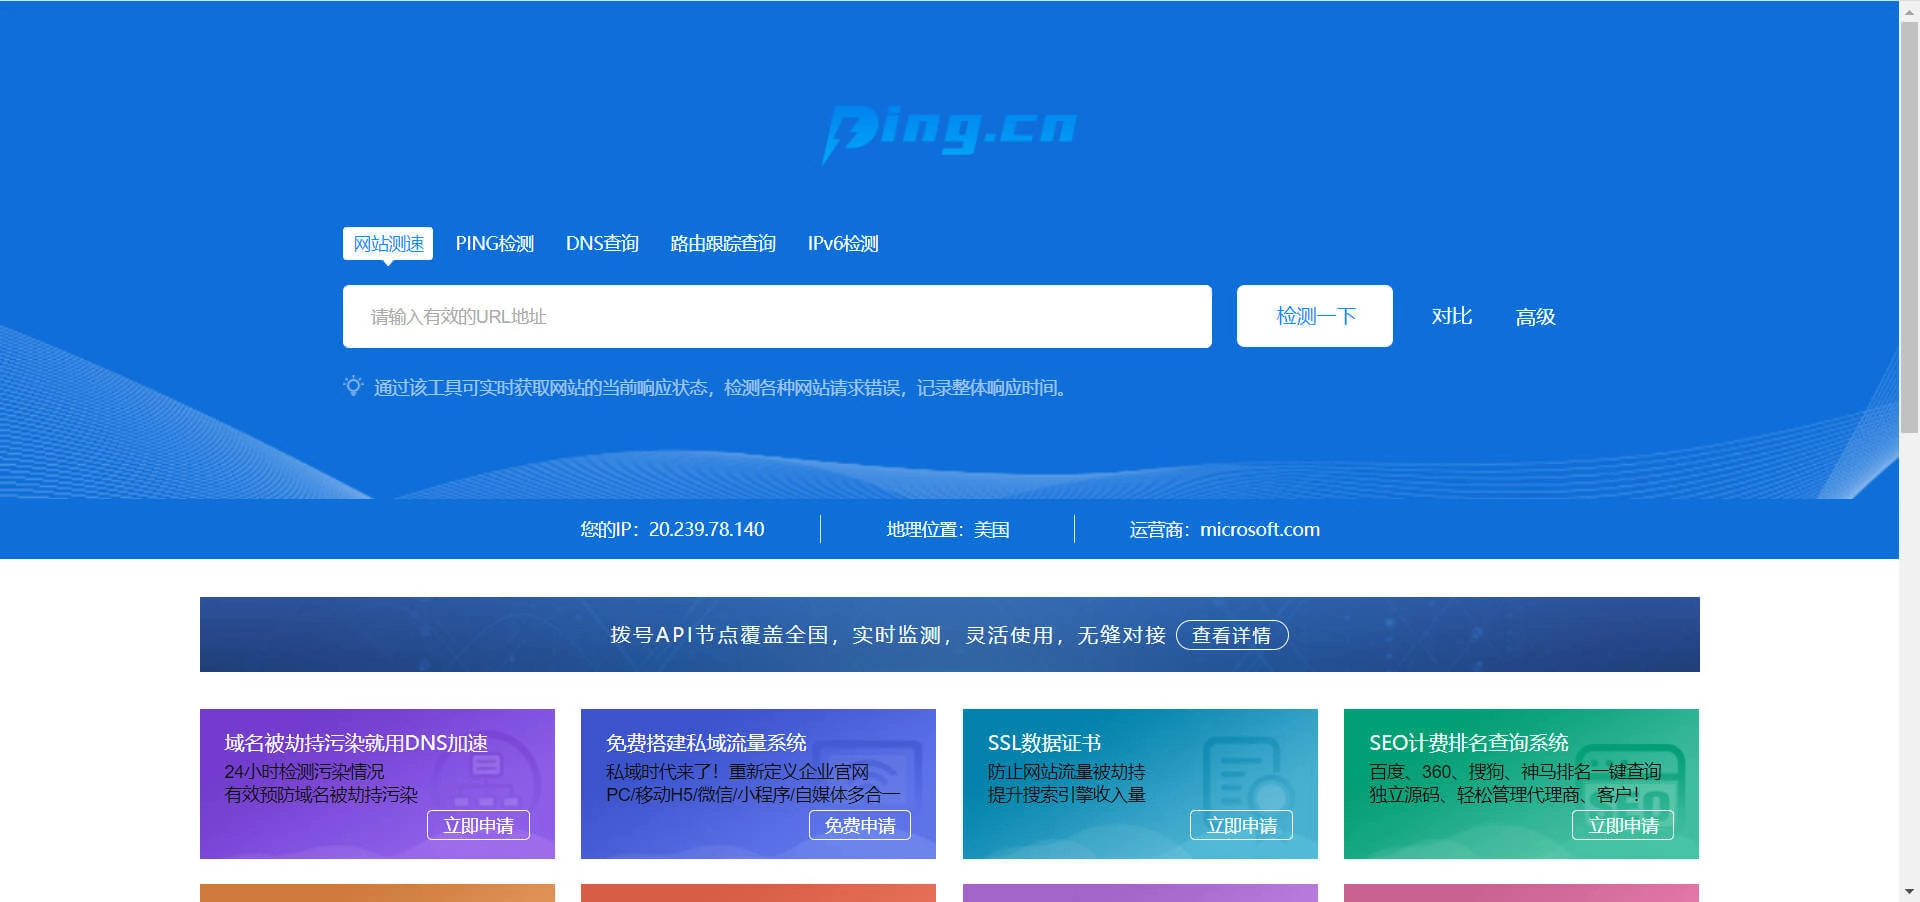 Ping.cn
网站测速 PING检测 DNS查询 路由跟踪查询 IPv6检测
请输入有效的URL地址 检测一下 对比 高级
通过该工具可实时获取网站的当前响应状态，检测各种网站请求错误，记录整体响应时间。
您的IP：20.239.78.140 地理位置：美国 运营商：microsoft.com
拨号API节点覆盖全国，实时监测，灵活使用，无缝对接 查看详情
域名被劫持污染就用DNS加速
24小时检测污染情况
有效预防域名被劫持污染
立即申请
免费搭建私域流量系统
私域时代来了！重新定义企业官网
PC/移动H5/微信/小程序/自媒体多合一
免费申请
SSL数据证书
防止网站流量被劫持
提升搜索引擎收入量
立即申请
SEO计费排名查询系统
百度、360、搜狗、神马排名一键查询
独立源码、轻松管理代理商、客户！
SEO
立即申请